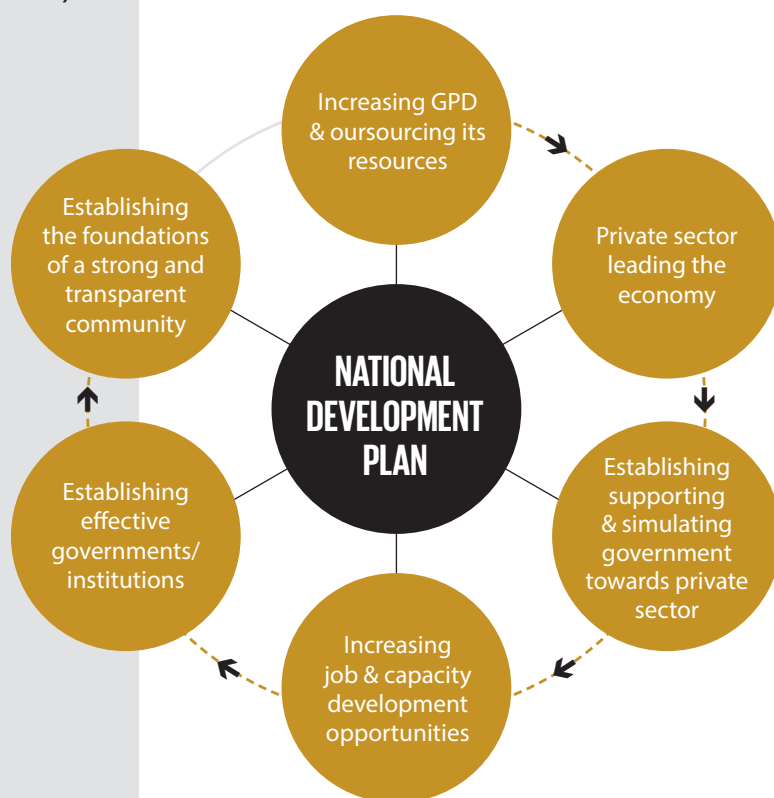 Increasing GPD
& oursourcing its
resources
Private sector
leading the
economy
Establishing
supporting
& simulating
government
towards private
sector
Increasing
job & capacity
development
opportunities
Establishing
effective
governments/
institutions
Establishing
the foundations
of a strong and
transparent
community
NATIONAL
DEVELOPMENT
PLAN